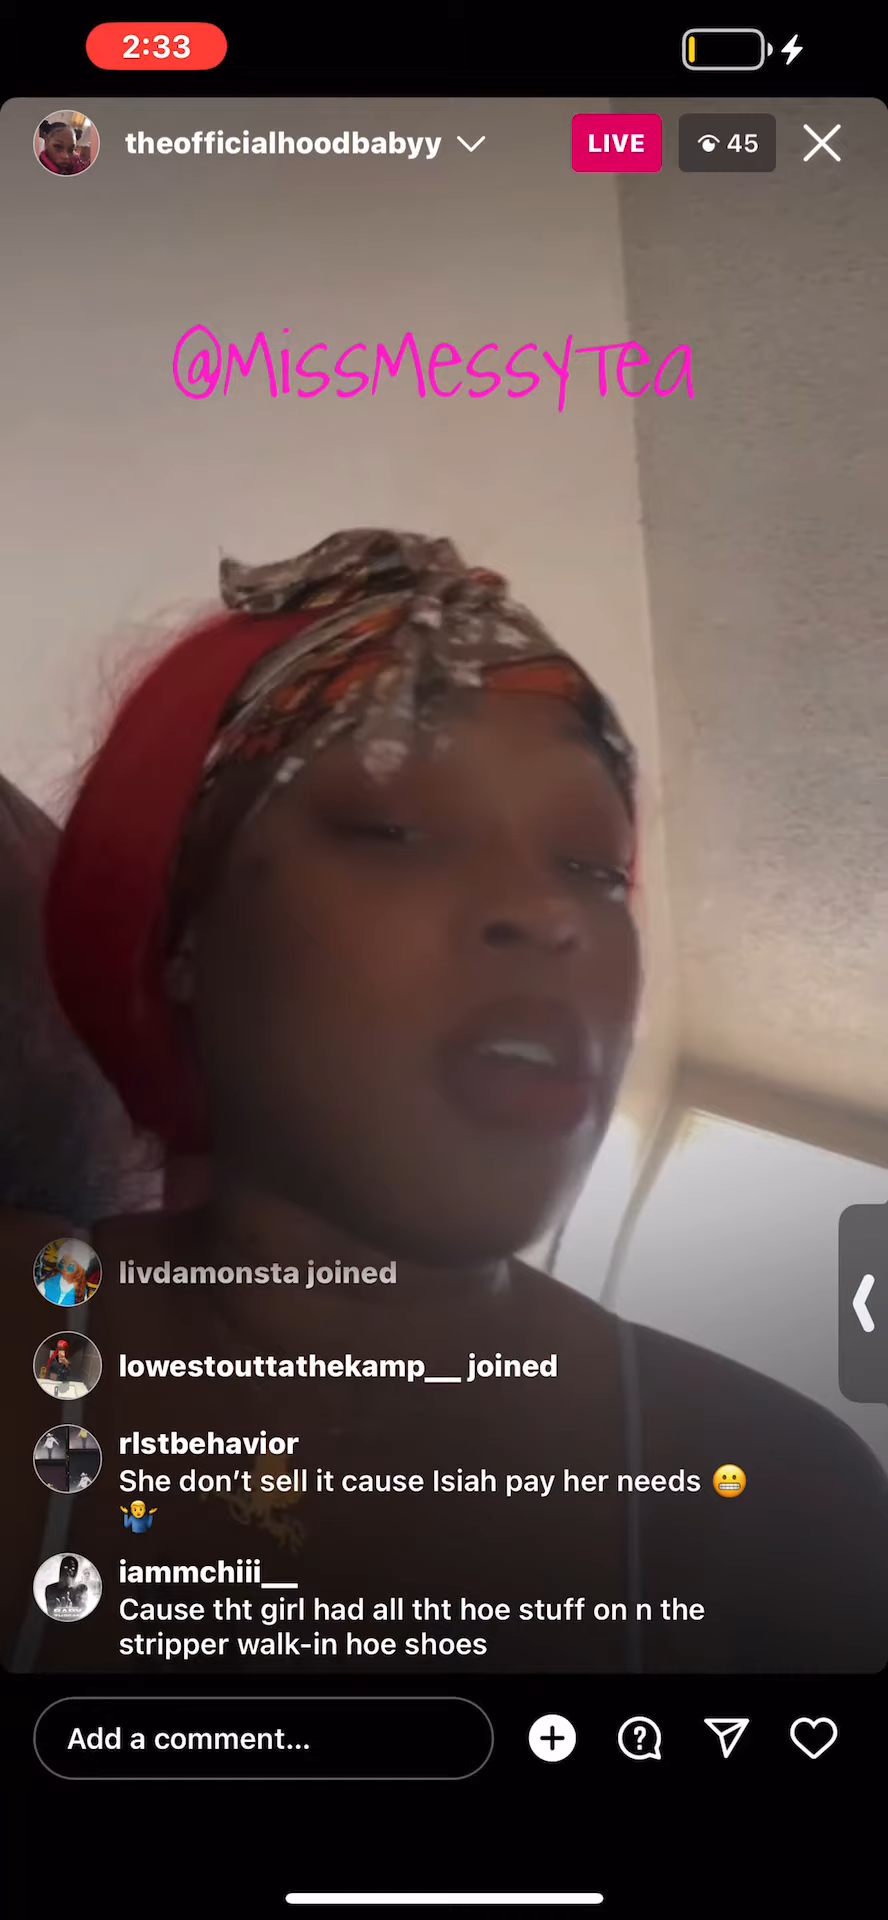 2:33
theofficialhoodbabyy
LIVE
45
@MissMessyTea
livdamonsta joined
lowestouttathekamp__ joined
rlstbehavior
She don’t sell it cause Isiah pay her needs 😬
🤷‍♂️
iammchiii__
Cause tht girl had all tht hoe stuff on n the
stripper walk-in hoe shoes
Add a comment...